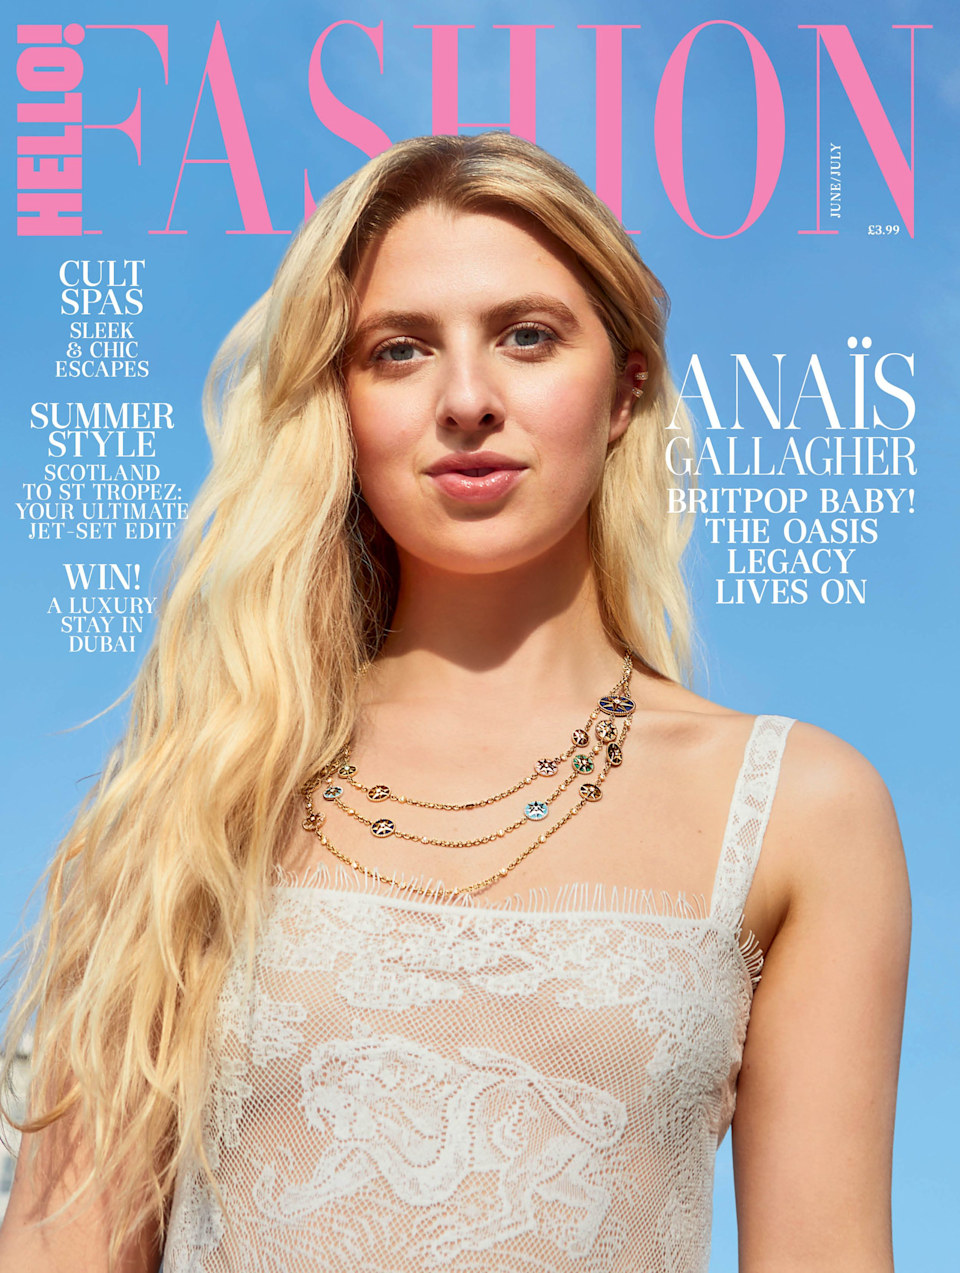 HELLO!
FASHION
JUNE/JULY
£3.99
CULT
SPAS
SLEEK
& CHIC
ESCAPES
SUMMER
STYLE
SCOTLAND
TO ST TROPEZ:
YOUR ULTIMATE
JET-SET EDIT
WIN!
A LUXURY
STAY IN
DUBAI
ANAÏS
GALLAGHER
BRITPOP BABY!
THE OASIS
LEGACY
LIVES ON